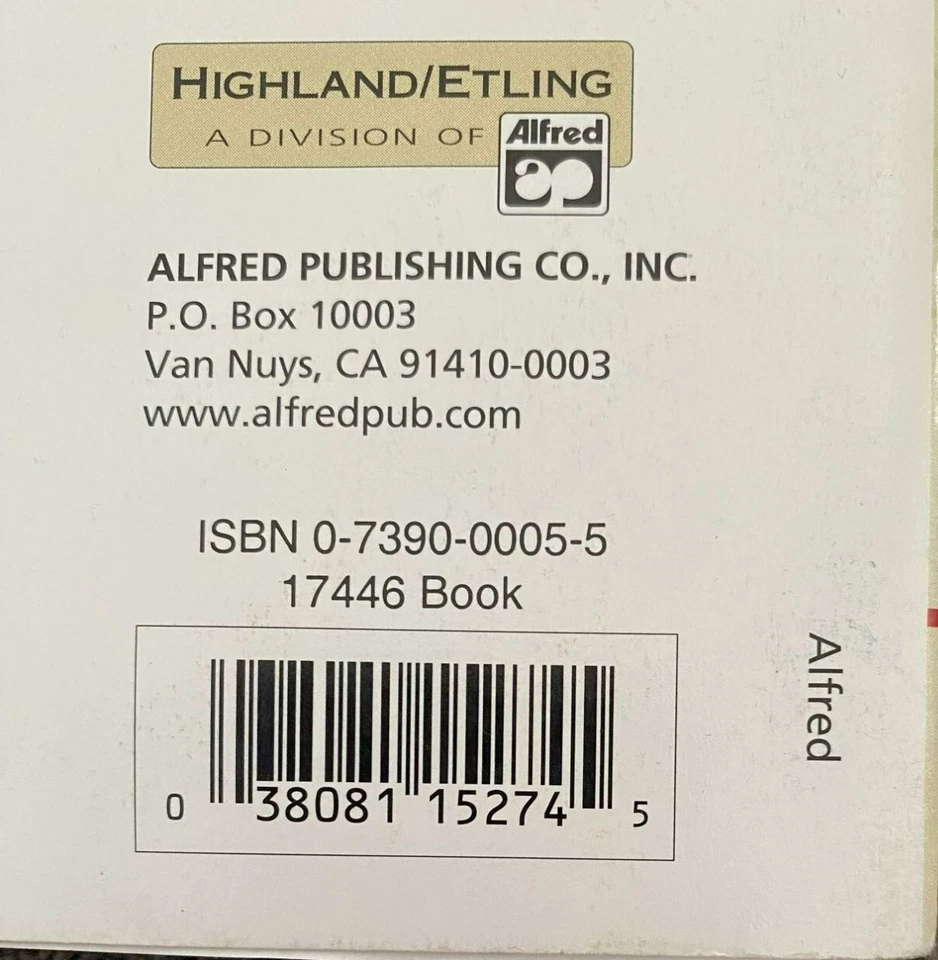 HIGHLAND/ETLING
A DIVISION OF Alfred
ALFRED PUBLISHING CO., INC.
P.O. Box 10003
Van Nuys, CA 91410-0003
www.alfredpub.com
ISBN 0-7390-0005-5
17446 Book
0 38081 15274 5
Alfred